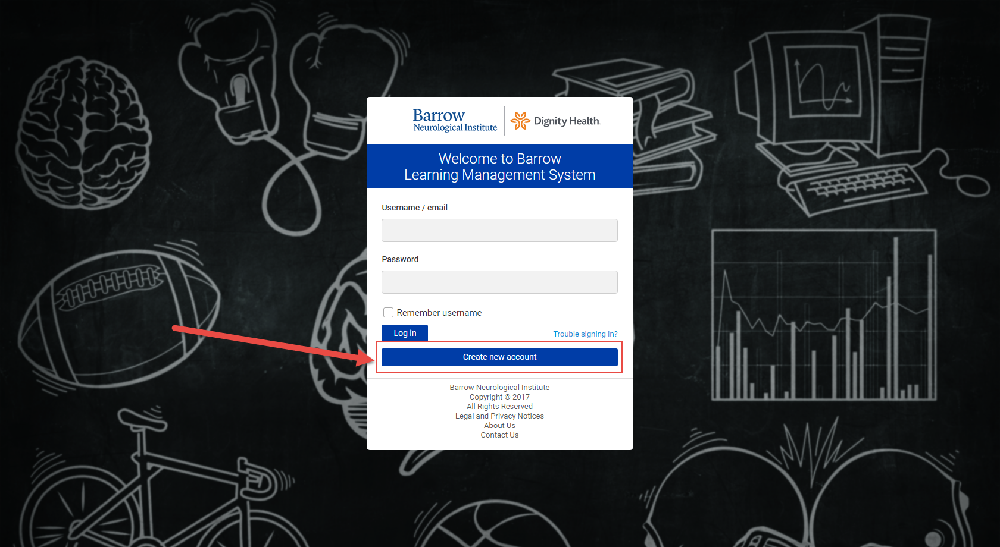 Barrow
Neurological Institute
Dignity Health.
Welcome to Barrow
Learning Management System
Username / email
Password
Remember username
Log in
Trouble signing in?
Create new account
Barrow Neurological Institute
Copyright © 2017
All Rights Reserved
Legal and Privacy Notices
About Us
Contact Us